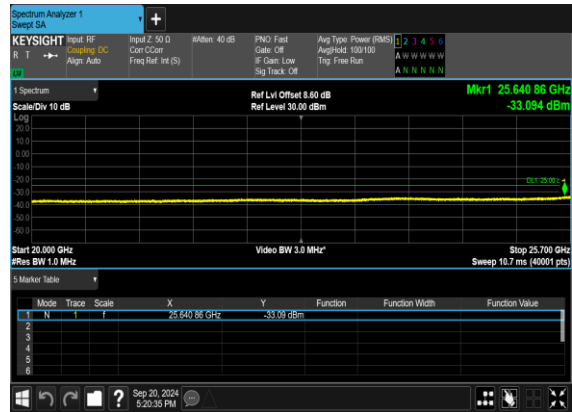 Spectrum Analyzer 1
Swept SA
+
KEYSIGHT Input: RF Input Z: 50 Ω #Atten: 40 dB PNO: Fast Avg Type: Power (RMS) 1 2 3 4 5 6
R T Coupling: DC Corr CCorr Gate: Off Avg|Hold: 100/100 A W W W W W
Align: Auto Freq Ref: Int (S) IF Gain: Low Trig: Free Run
Sig Track: Off A N N N N N
1 Spectrum Ref Lvl Offset 8.60 dB Mkr1 25.640 86 GHz
Scale/Div 10 dB Ref Level 30.00 dBm -33.094 dBm
Log
20.0
10.0
0.00
-10.0
-20.0
-30.0
-40.0
-50.0
-60.0
Start 20.000 GHz Video BW 3.0 MHz* Stop 25.700 GHz
#Res BW 1.0 MHz Sweep 10.7 ms (40001 pts)
5 Marker Table
Mode Trace Scale X Y Function Function Width Function Value
1 N 1 f 25.640 86 GHz -33.09 dBm
2
3
4
5
6
? Sep 20, 2024
5:20:35 PM